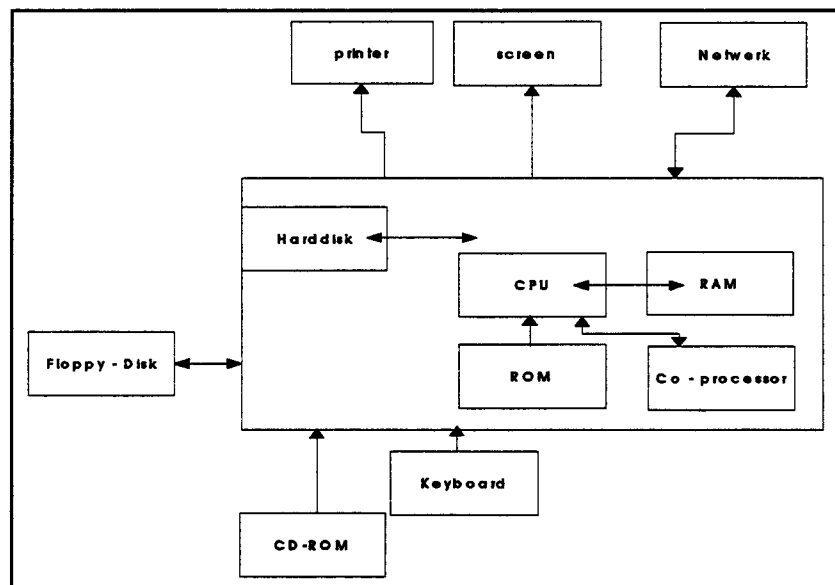 printer
screen
Netwerk
Harddisk
CPU
RAM
Floppy - Disk
ROM
Co - processor
Keyboard
CD-ROM